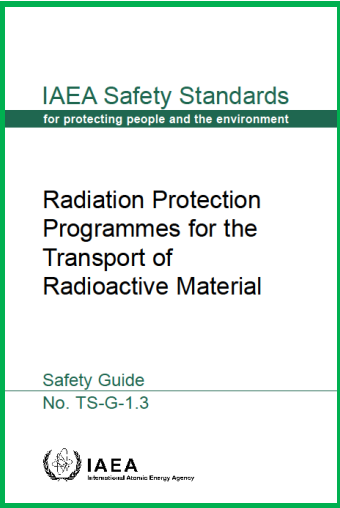 IAEA Safety Standards
for protecting people and the environment
Radiation Protection
Programmes for the
Transport of
Radioactive Material
Safety Guide
No. TS-G-1.3
IAEA
International Atomic Energy Agency